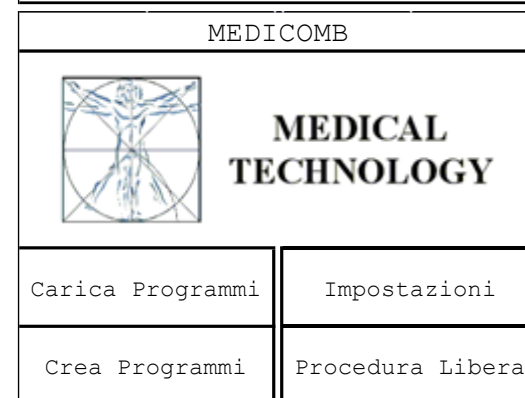 MEDICOMB
MEDICAL
TECHNOLOGY
Carica Programmi
Impostazioni
Crea Programmi
Procedura Libera